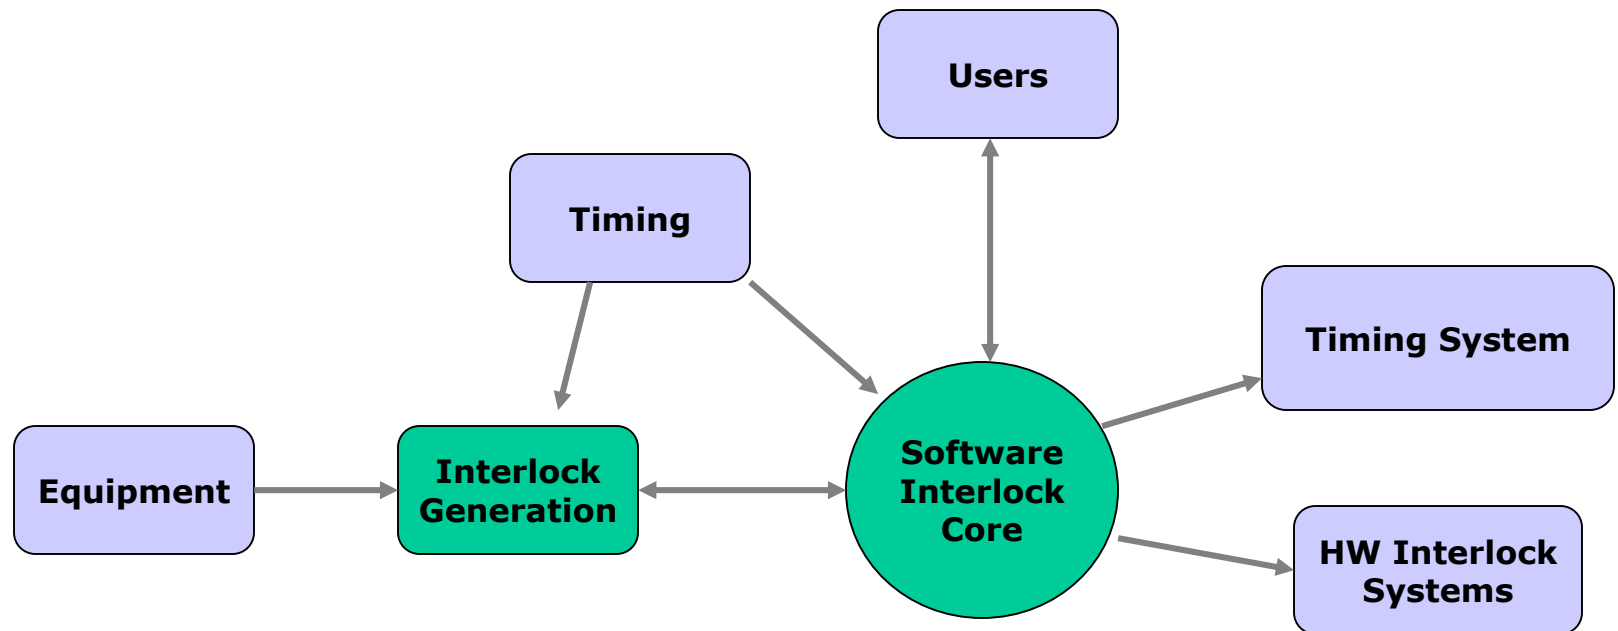 Users
Timing
Timing System
Equipment
Interlock
Generation
Software
Interlock
Core
HW Interlock
Systems